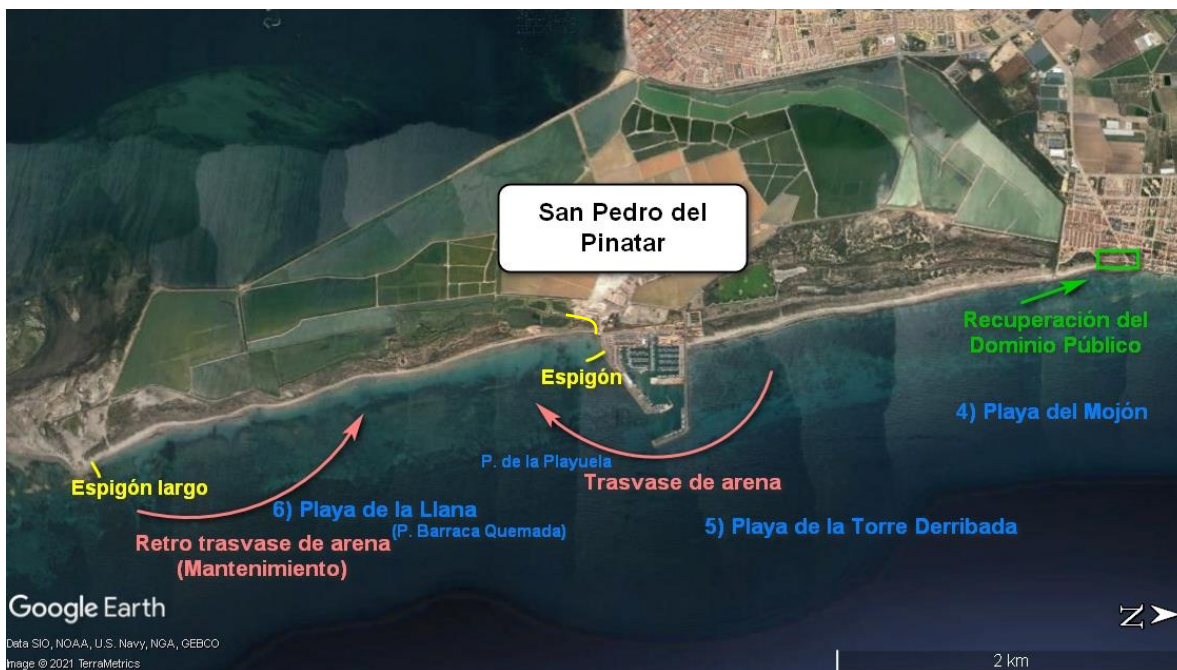 San Pedro del
Pinatar
Recuperación del
Dominio Público
Espigón
4) Playa del Mojón
P. de la Playuela
Trasvase de arena
Espigón largo
6) Playa de la Llana
(P. Barraca Quemada)
5) Playa de la Torre Derribada
Retro trasvase de arena
(Mantenimiento)
Google Earth
Data SIO, NOAA, U.S. Navy, NGA, GEBCO
Image © 2021 TerraMetrics
N
2 km